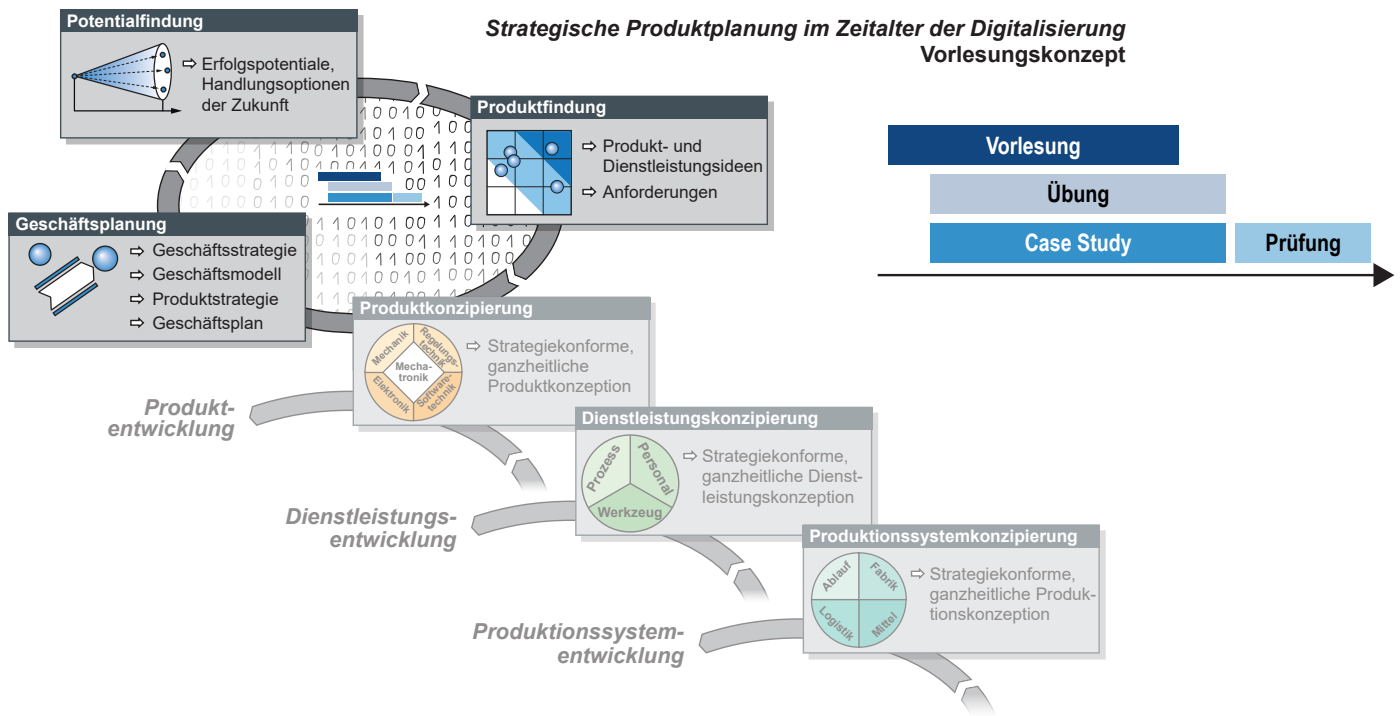 Strategische Produktplanung im Zeitalter der Digitalisierung
Vorlesungskonzept
Potentialfindung
⇨ Erfolgspotentiale,
Handlungsoptionen
der Zukunft
Produktfindung
⇨ Produkt- und
Dienstleistungsideen
⇨ Anforderungen
Geschäftsplanung
⇨ Geschäftsstrategie
⇨ Geschäftsmodell
⇨ Produktstrategie
⇨ Geschäftsplan
Vorlesung
Übung
Case Study
Prüfung
Produktkonzipierung
Mechanik
Regelungs-
technik
Mecha-
tronik
Elektronik
Software-
technik
⇨ Strategiekonforme,
ganzheitliche
Produktkonzeption
Produkt-
entwicklung
Dienstleistungskonzipierung
Prozess
Personal
Werkzeug
⇨ Strategiekonforme,
ganzheitliche Dienst-
leistungskonzeption
Dienstleistungs-
entwicklung
Produktionssystemkonzipierung
Ablauf
Fabrik
Logistik
Mittel
⇨ Strategiekonforme,
ganzheitliche Produk-
tionskonzeption
Produktionssystem-
entwicklung